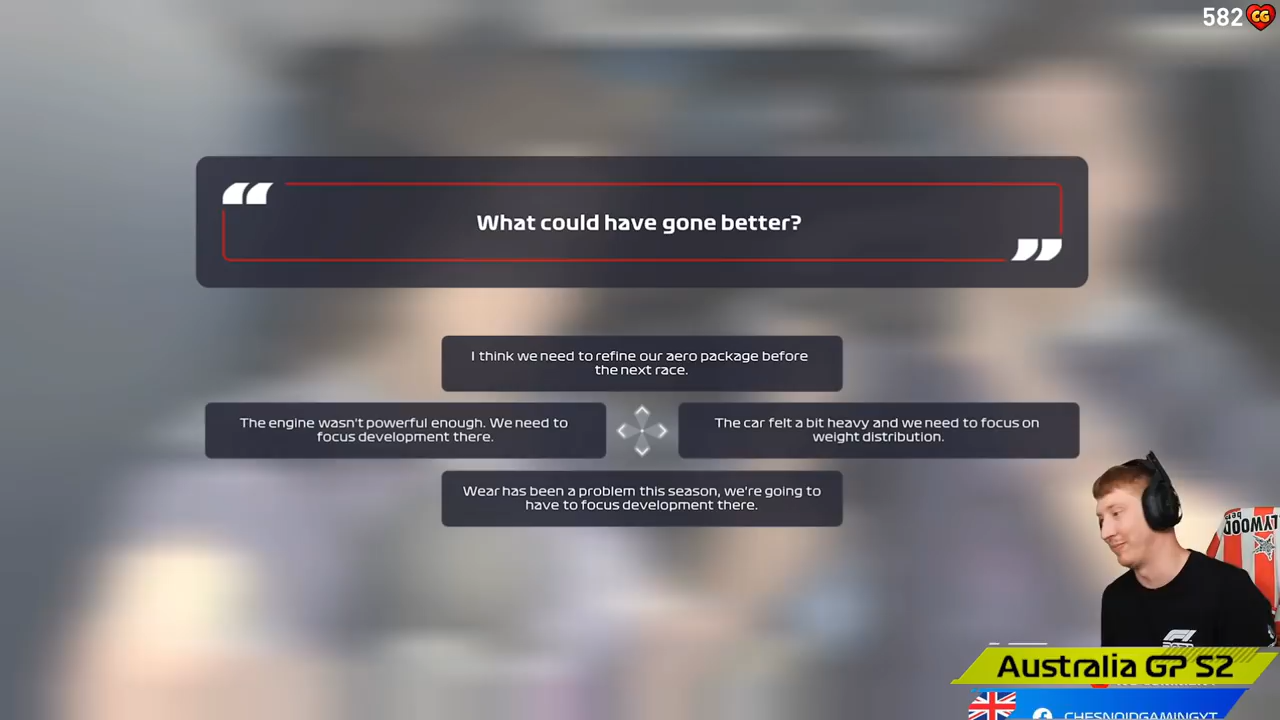 582
CG
What could have gone better?
I think we need to refine our aero package before
the next race.
The engine wasn't powerful enough. We need to
focus development there.
The car felt a bit heavy and we need to focus on
weight distribution.
Wear has been a problem this season, we're going to
have to focus development there.
Australia GP S2
CHESNOIDGAMINGYT